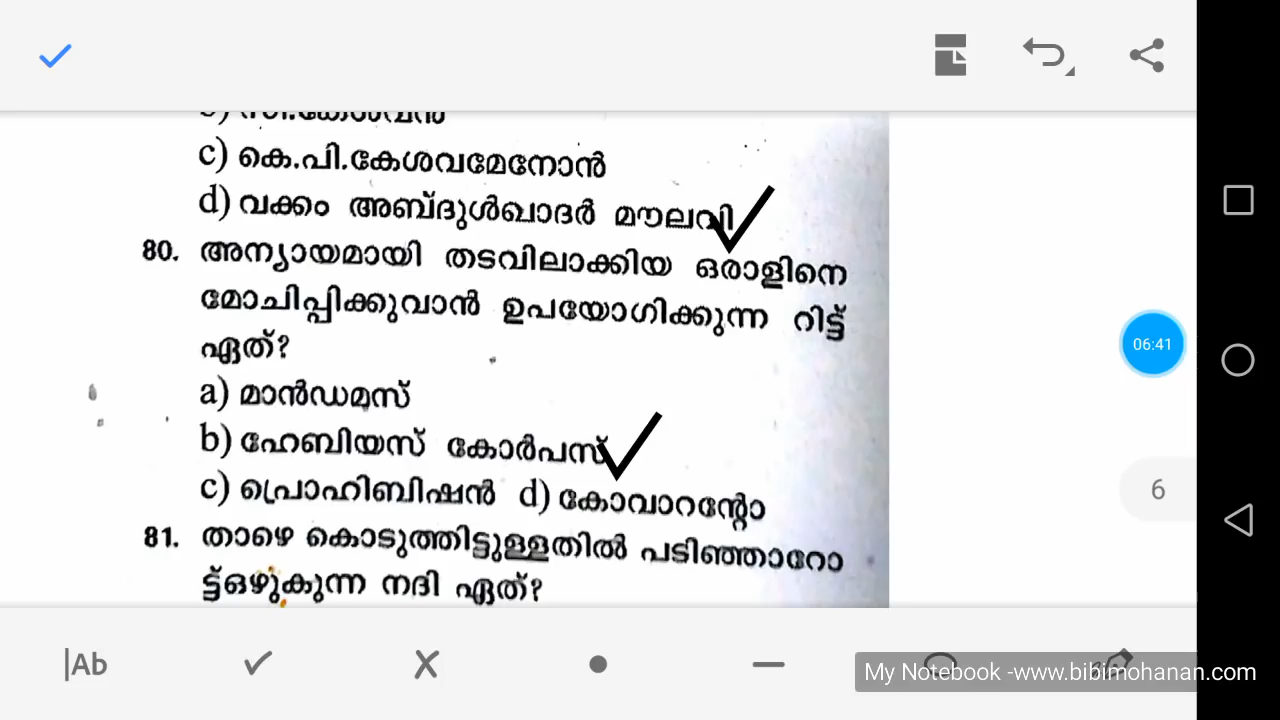 b) സി.കേശവൻ
c) കെ.പി.കേശവമേനോൻ
d) വക്കം അബ്ദുൾഖാദർ മൗലവി
80. അന്യായമായി തടവിലാക്കിയ ഒരാളിനെ
മോചിപ്പിക്കുവാൻ ഉപയോഗിക്കുന്ന റിട്ട്
ഏത്?
a) മാൻഡമസ്
b) ഹേബിയസ് കോർപസ്
c) പ്രൊഹിബിഷൻ d) കോവാറന്റോ
06:41
6
81. താഴെ കൊടുത്തിട്ടുള്ളതിൽ പടിഞ്ഞാറോ
ട്ട്ഒഴുകുന്ന നദി ഏത്?
|Ab
My Notebook -www.bibimohanan.com